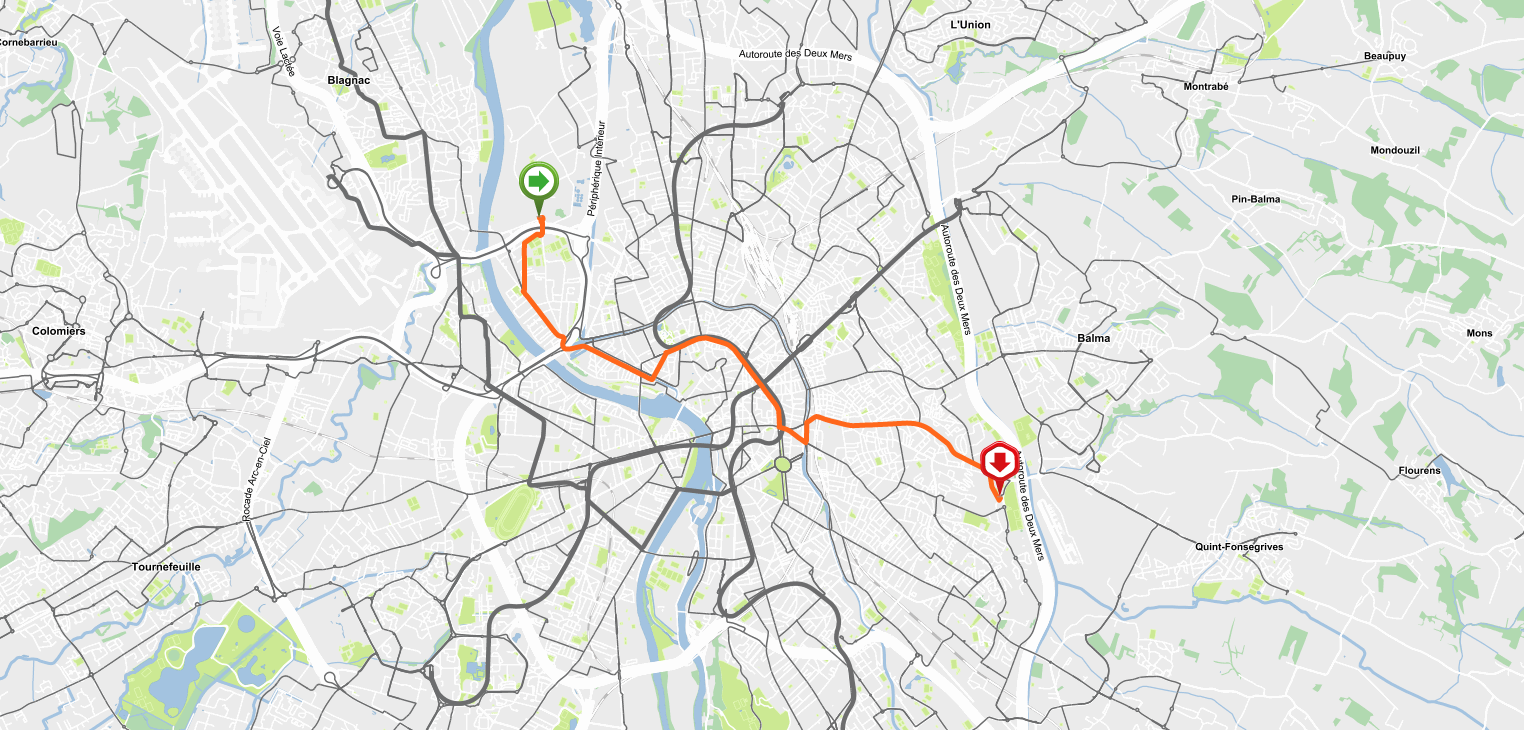 L'Union
Cornebarrieu
Voie Lactée
Autoroute des Deux Mers
Beaupuy
Blagnac
Montrabé
Mondouzil
Périphérique Intérieur
Pin-Balma
Autoroute des Deux Mers
Colomiers
Balma
Mons
Rocade Arc-en-Ciel
Autoroute des Deux Mers
Flourens
Quint-Fonsegrives
Tournefeuille